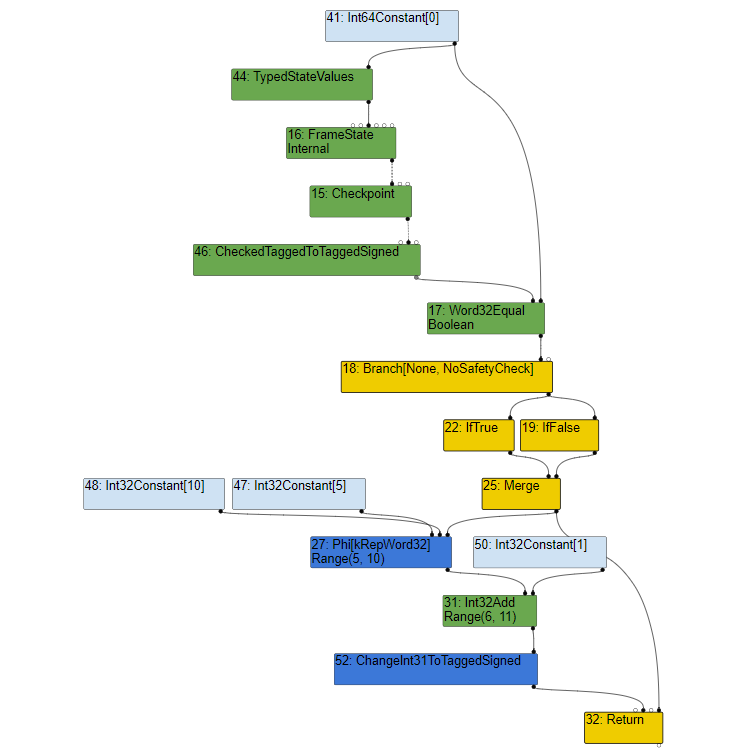 41: Int64Constant[0]
44: TypedStateValues
16: FrameState
Internal
15: Checkpoint
46: CheckedTaggedToTaggedSigned
17: Word32Equal
Boolean
18: Branch[None, NoSafetyCheck]
22: IfTrue
19: IfFalse
48: Int32Constant[10]
47: Int32Constant[5]
25: Merge
27: Phi[kRepWord32]
Range(5, 10)
50: Int32Constant[1]
31: Int32Add
Range(6, 11)
52: ChangeInt31ToTaggedSigned
32: Return